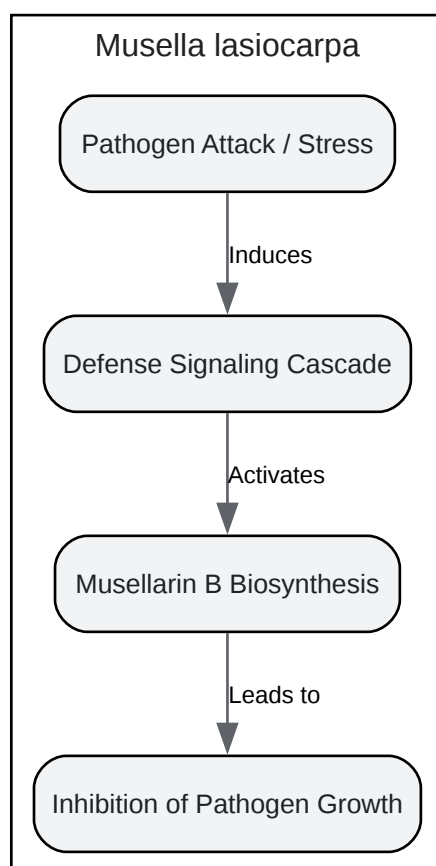 Musella lasiocarpa
Pathogen Attack / Stress
Induces
Defense Signaling Cascade
Activates
Musellarin B Biosynthesis
Leads to
Inhibition of Pathogen Growth